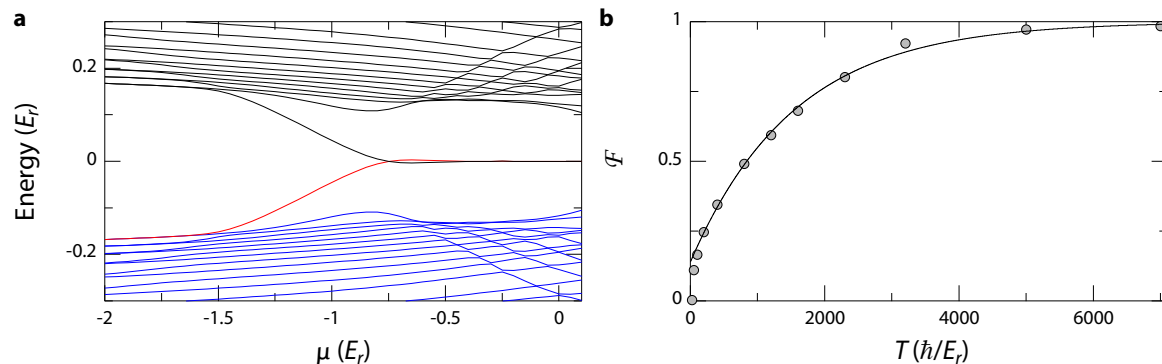 a
Energy (E_r)
0.2
0
-0.2
-2
-1.5
-1
-0.5
0
μ (E_r)
b
ℱ
1
0.5
0
0
2000
4000
6000
T (ħ/E_r)